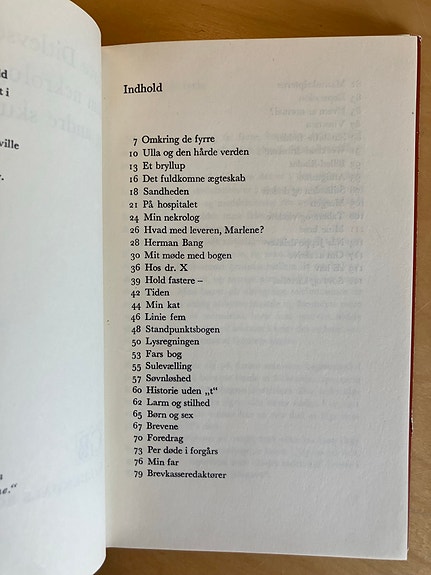 ld
t i
ville
r.
ıø."
Indhold
7 Omkring de fyrre
10 Ulla og den hårde verden
13 Et bryllup
16 Det fuldkomne ægteskab
18 Sandheden
21 På hospitalet
24 Min nekrolog
26 Hvad med leveren, Marlene?
28 Herman Bang
30 Mit møde med bogen
36 Hos dr. X
39 Hold fastere –
42 Tiden
44 Min kat
46 Linie fem
48 Standpunktsbogen
50 Lysregningen
53 Fars bog
55 Sulevælling
57 Søvnløshed
60 Historie uden „t“
62 Larm og stilhed
65 Børn og sex
67 Brevene
70 Foredrag
73 Per døde i forgårs
76 Min far
79 Brevkasseredaktører